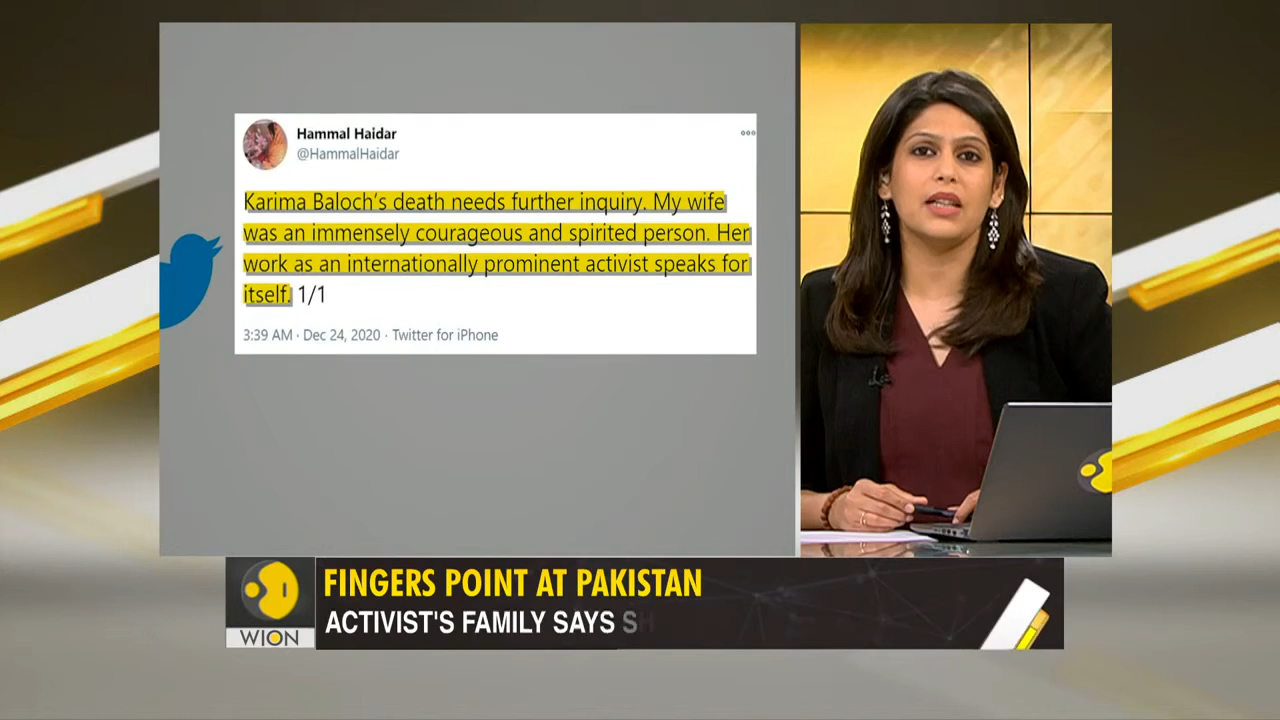 Hammal Haidar
@HammalHaidar
Karima Baloch's death needs further inquiry. My wife
was an immensely courageous and spirited person. Her
work as an internationally prominent activist speaks for
itself. 1/1
3:39 AM · Dec 24, 2020 · Twitter for iPhone
FINGERS POINT AT PAKISTAN
ACTIVIST'S FAMILY SAYS SH
WION